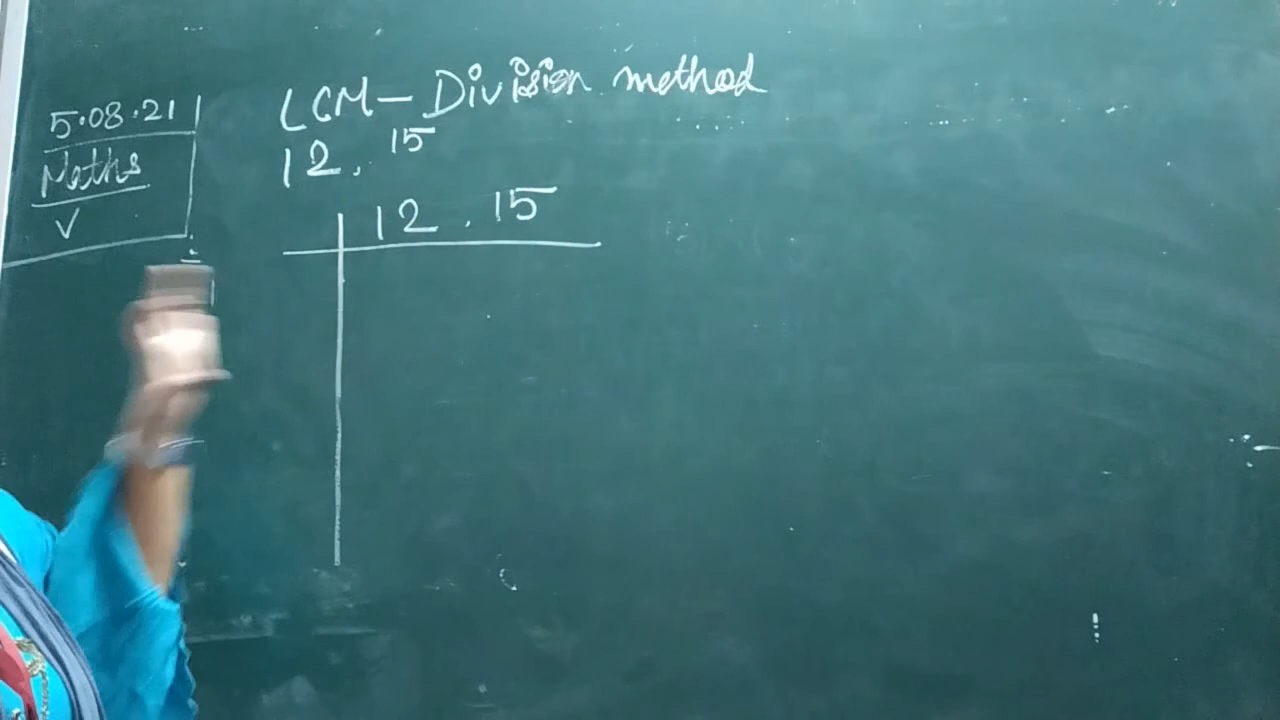 5.08.21
Maths
V
LCM - Division method
12, 15
12, 15